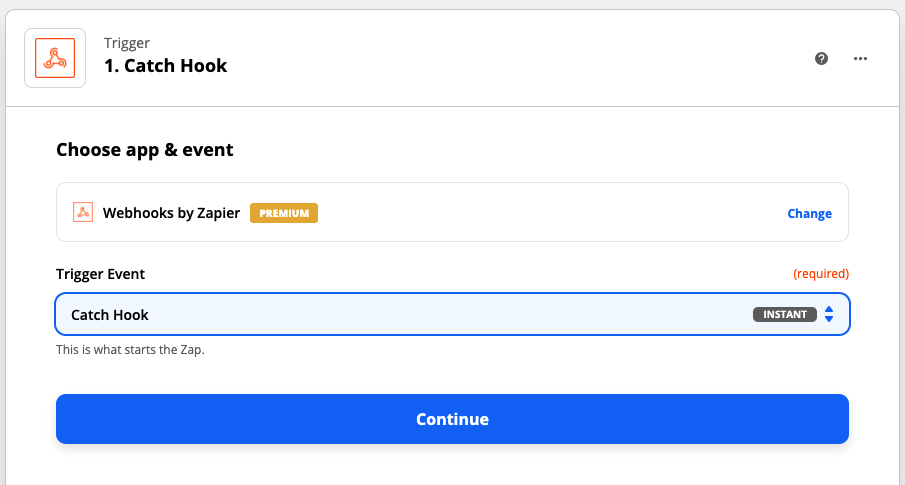 Trigger
1. Catch Hook
Choose app & event
Webhooks by Zapier PREMIUM Change
Trigger Event (required)
Catch Hook INSTANT
This is what starts the Zap.
Continue